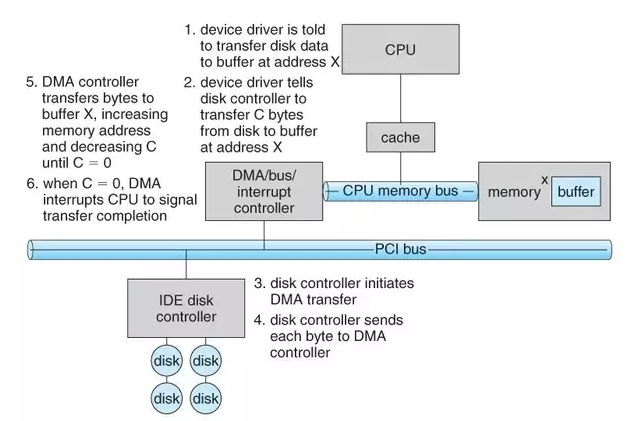 1. device driver is told
to transfer disk data
to buffer at address X
2. device driver tells
disk controller to
transfer C bytes
from disk to buffer
at address X
5. DMA controller
transfers bytes to
buffer X, increasing
memory address
and decreasing C
until C = 0
6. when C = 0, DMA
interrupts CPU to signal
transfer completion
CPU
cache
DMA/bus/
interrupt
controller
CPU memory bus
memory
X
buffer
PCI bus
IDE disk
controller
3. disk controller initiates
DMA transfer
4. disk controller sends
each byte to DMA
controller
disk disk
disk disk